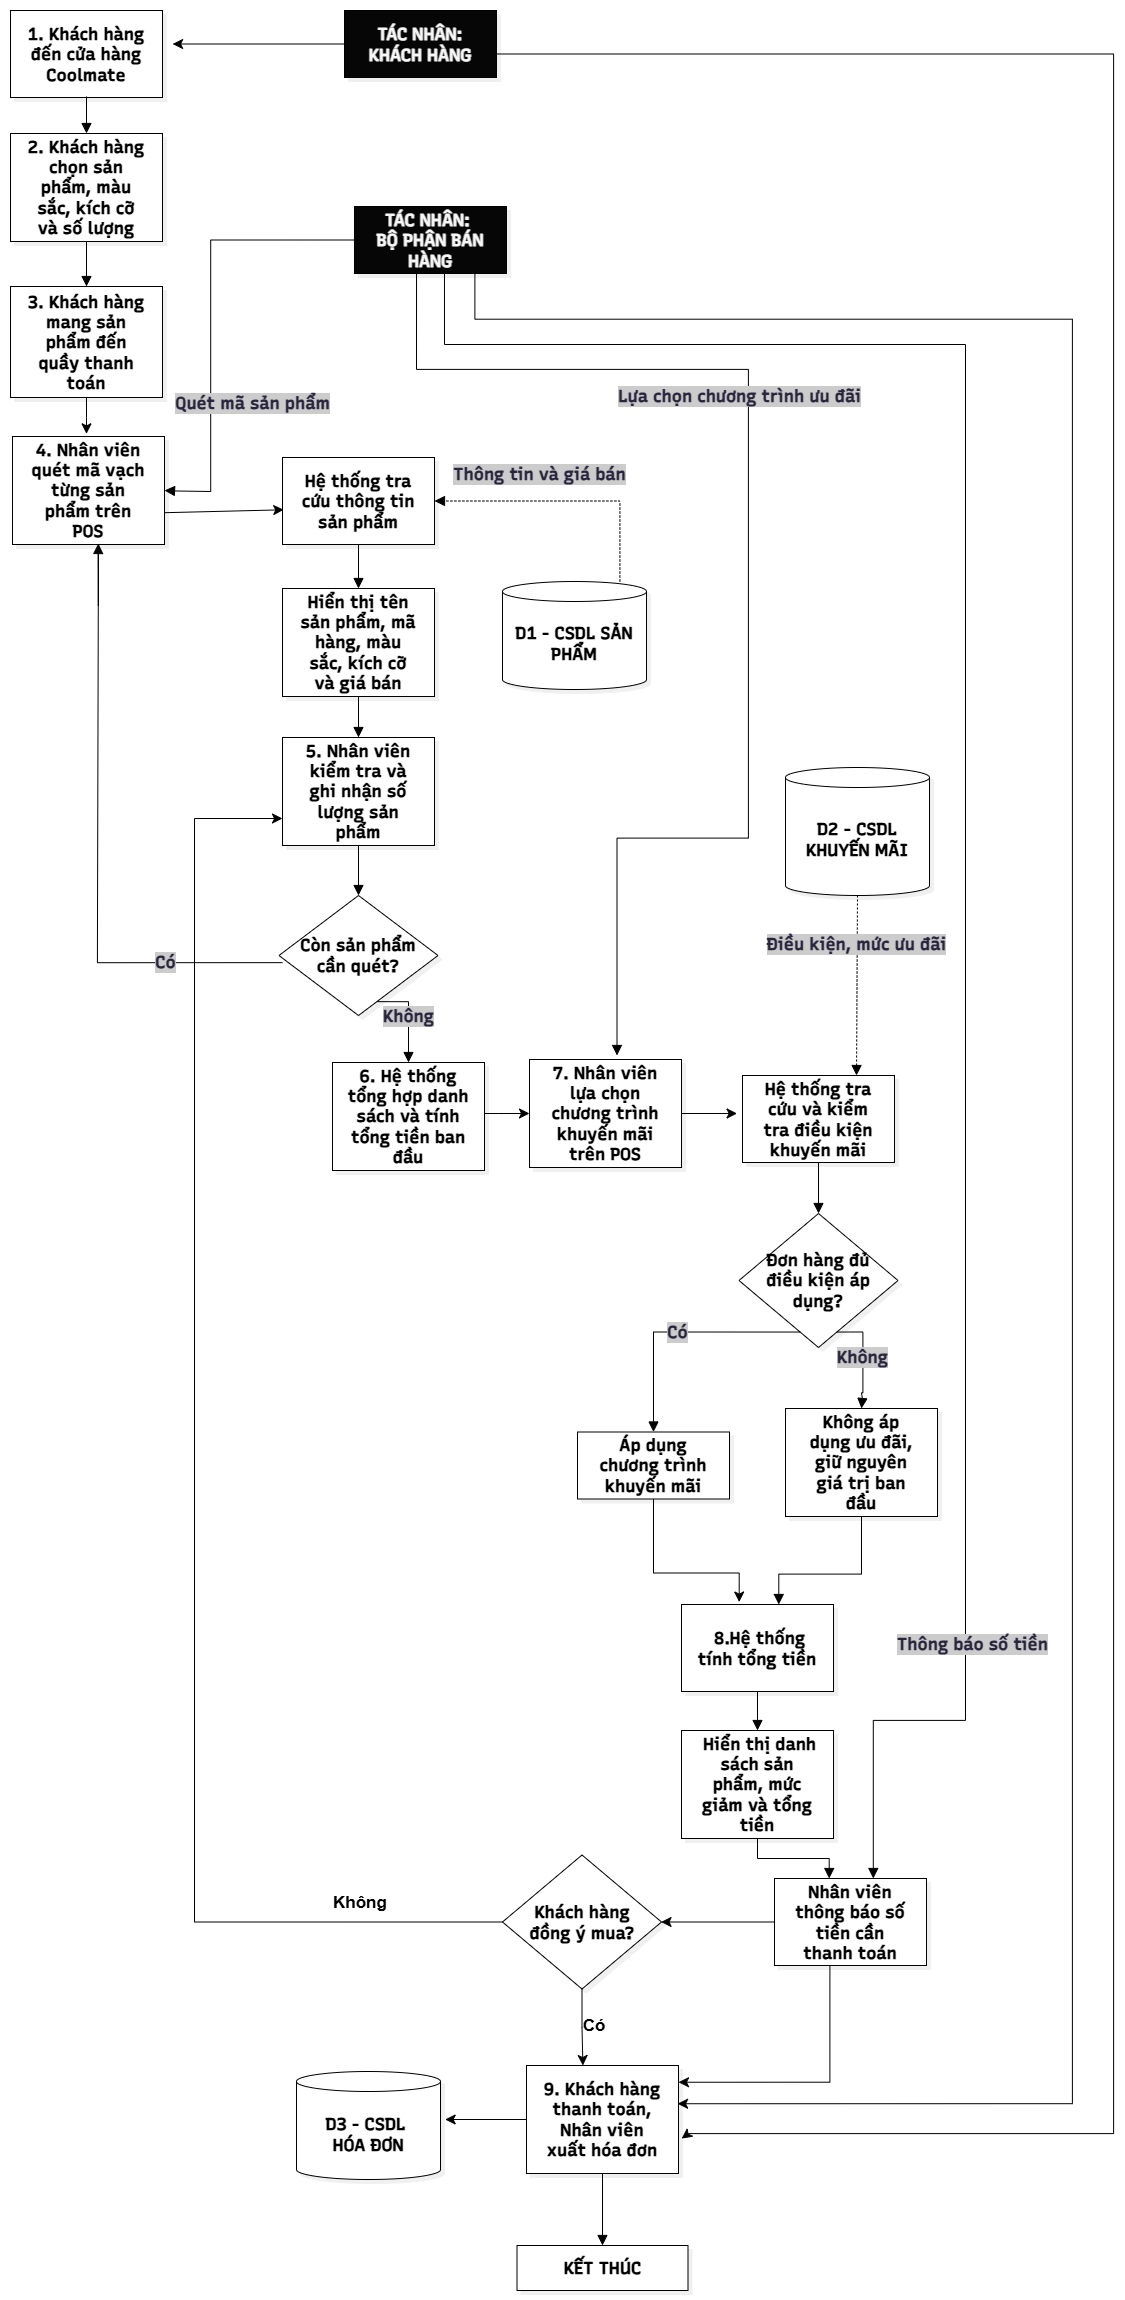 1. Khách hàng
đến cửa hàng
Coolmate
TÁC NHÂN:
KHÁCH HÀNG
2. Khách hàng
chọn sản
phẩm, màu
sắc, kích cỡ
và số lượng
TÁC NHÂN:
BỘ PHẬN BÁN
HÀNG
3. Khách hàng
mang sản
phẩm đến
quầy thanh
toán
Quét mã sản phẩm
Lựa chọn chương trình ưu đãi
4. Nhân viên
quét mã vạch
từng sản
phẩm trên
POS
Hệ thống tra
cứu thông tin
sản phẩm
Thông tin và giá bán
Hiển thị tên
sản phẩm, mã
hàng, màu
sắc, kích cỡ
và giá bán
D1 - CSDL SẢN
PHẨM
5. Nhân viên
kiểm tra và
ghi nhận số
lượng sản
phẩm
D2 - CSDL
KHUYẾN MÃI
Điều kiện, mức ưu đãi
Còn sản phẩm
cần quét?
Có
Không
6. Hệ thống
tổng hợp danh
sách và tính
tổng tiền ban
đầu
7. Nhân viên
lựa chọn
chương trình
khuyến mãi
trên POS
Hệ thống tra
cứu và kiểm
tra điều kiện
khuyến mãi
Đơn hàng đủ
điều kiện áp
dụng?
Có
Không
Áp dụng
chương trình
khuyến mãi
Không áp
dụng ưu đãi,
giữ nguyên
giá trị ban
đầu
8.Hệ thống
tính tổng tiền
Thông báo số tiền
Hiển thị danh
sách sản
phẩm, mức
giảm và tổng
tiền
Nhân viên
thông báo số
tiền cần
thanh toán
Khách hàng
đồng ý mua?
Không
Có
9. Khách hàng
thanh toán,
Nhân viên
xuất hóa đơn
D3 - CSDL
HÓA ĐƠN
KẾT THÚC